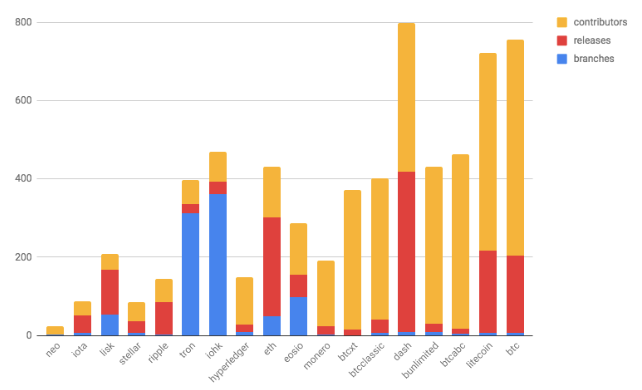 800
600
400
200
0
contributors
releases
branches
neo
iota
lisk
stellar
ripple
tron
iohk
hyperledger
eth
eosio
monero
btcxt
btcclassic
dash
bunlimited
btcabc
litecoin
btc